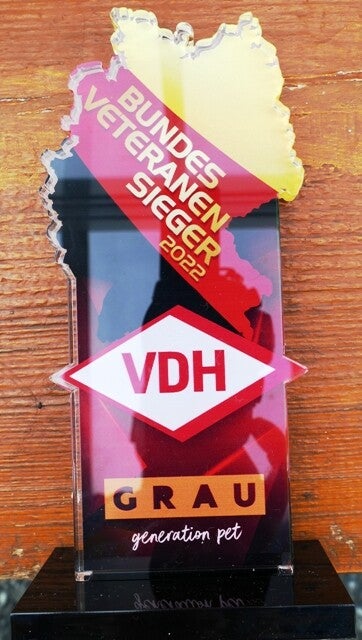 BUNDES
VETERANEN
SIEGER
2022
VDH
GRAU
generation pet